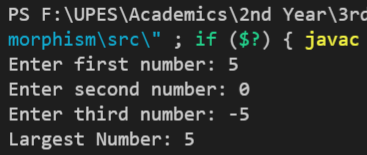 PS F:\UPES\Academics\2nd Year\3rd
morphism\src\" ; if ($?) { javac
Enter first number: 5
Enter second number: 0
Enter third number: -5
Largest Number: 5